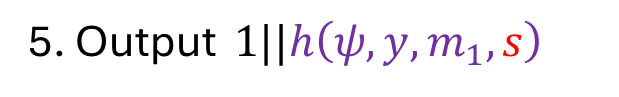 5. Output 1||ℎ(𝜓, 𝑦, 𝑚₁, 𝑠)